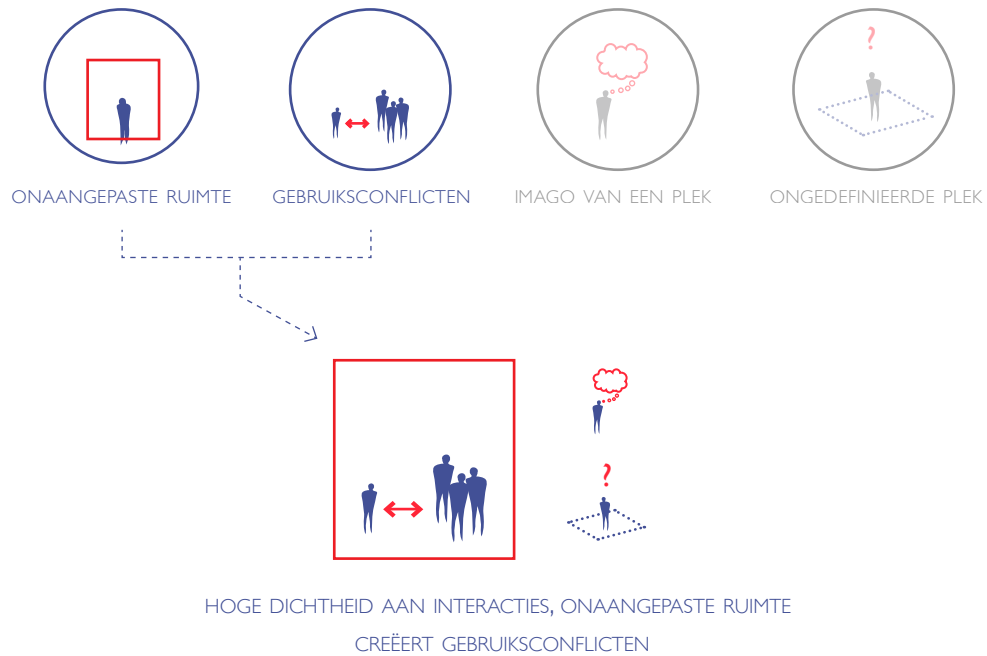 ONAANGEPASTE RUIMTE
GEBRUIKSCONFLICTEN
IMAGO VAN EEN PLEK
ONGEDEFINIEERDE PLEK
?
?
HOGE DICHTHEID AAN INTERACTIES, ONAANGEPASTE RUIMTE
CREËERT GEBRUIKSCONFLICTEN